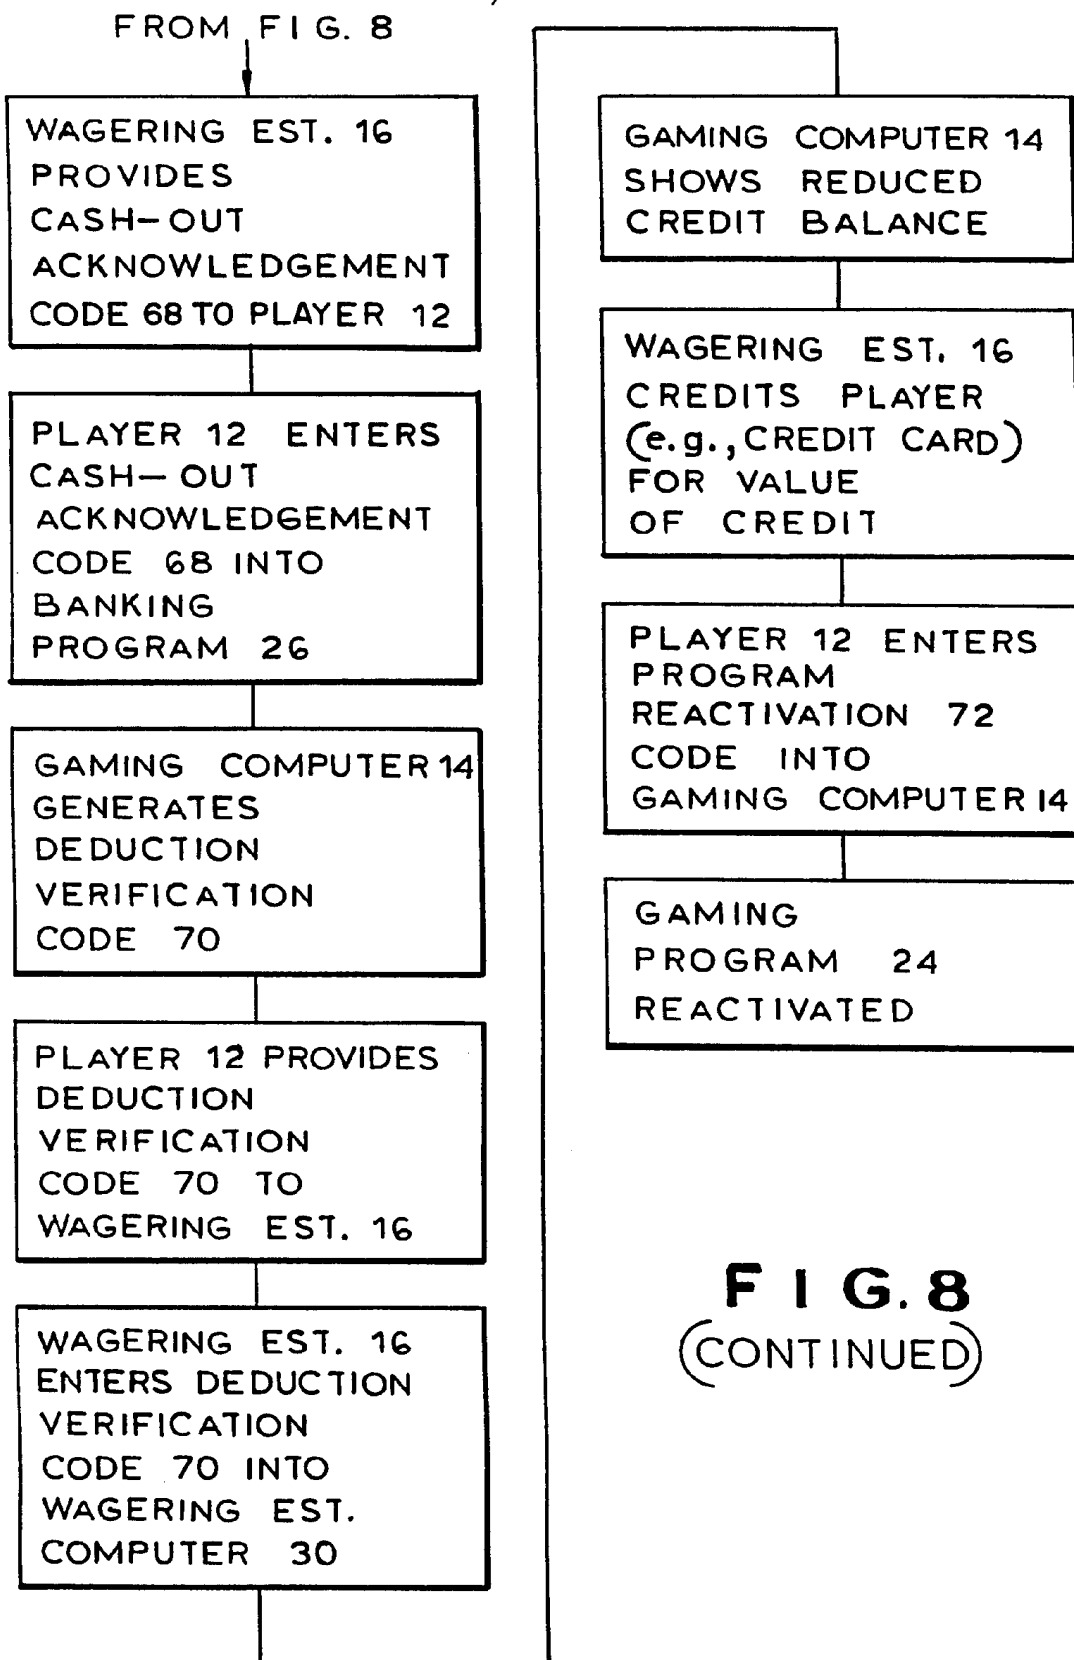 FROM FIG. 8
WAGERING EST. 16
PROVIDES
CASH-OUT
ACKNOWLEDGEMENT
CODE 68 TO PLAYER 12
PLAYER 12 ENTERS
CASH-OUT
ACKNOWLEDGEMENT
CODE 68 INTO
BANKING
PROGRAM 26
GAMING COMPUTER 14
GENERATES
DEDUCTION
VERIFICATION
CODE 70
PLAYER 12 PROVIDES
DEDUCTION
VERIFICATION
CODE 70 TO
WAGERING EST. 16
WAGERING EST. 16
ENTERS DEDUCTION
VERIFICATION
CODE 70 INTO
WAGERING EST.
COMPUTER 30
GAMING COMPUTER 14
SHOWS REDUCED
CREDIT BALANCE
WAGERING EST. 16
CREDITS PLAYER
(e.g., CREDIT CARD)
FOR VALUE
OF CREDIT
PLAYER 12 ENTERS
PROGRAM
REACTIVATION 72
CODE INTO
GAMING COMPUTER 14
GAMING
PROGRAM 24
REACTIVATED
FIG. 8
(CONTINUED)